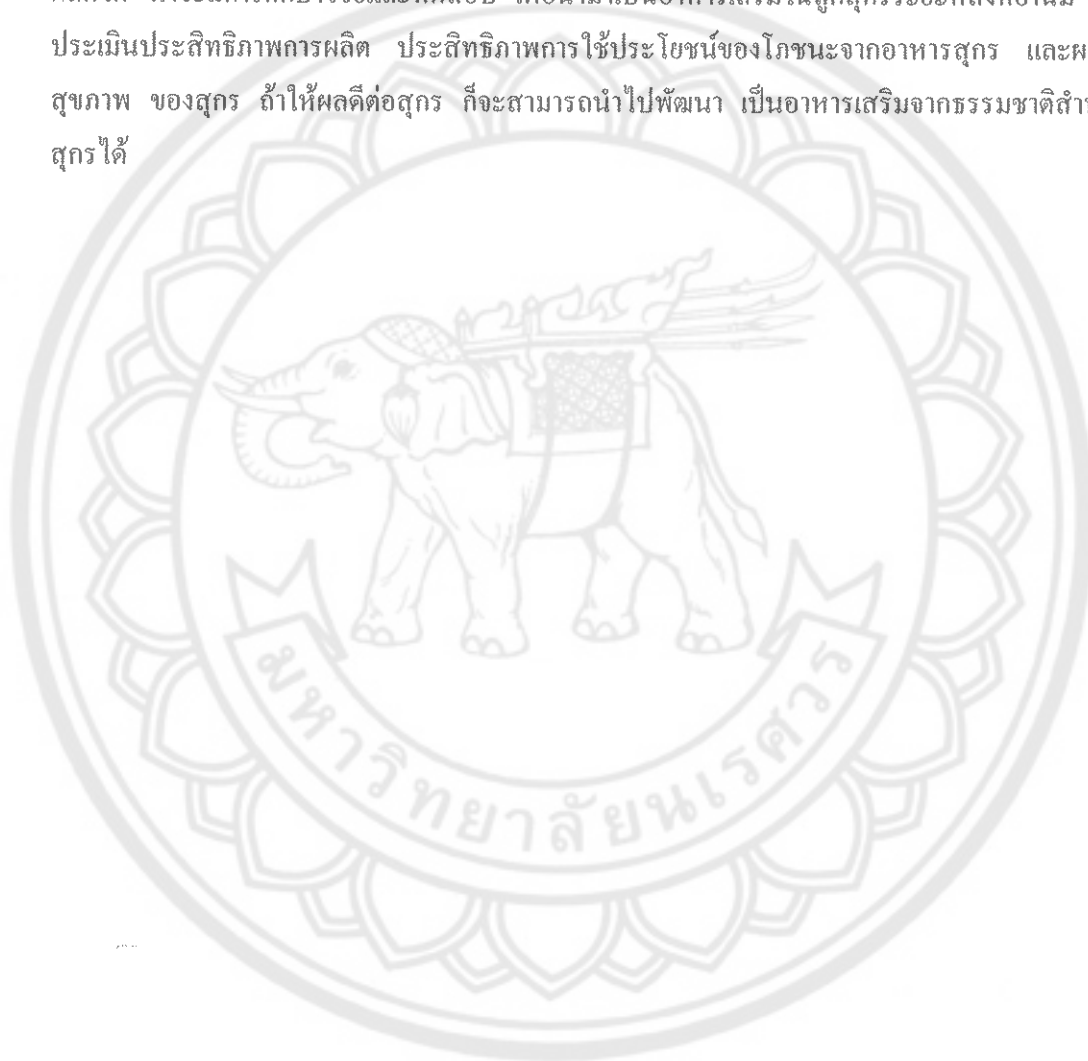 ประเมินประสิทธิภาพการผลิต ประสิทธิภาพการใช้ประโยชน์ของโภชนะจากอาหารสุกร และผ
สุขภาพ ของสุกร ถ้าให้ผลดีต่อสุกร ก็จะสามารถนำไปพัฒนา เป็นอาหารเสริมจากธรรมชาติสำ
สุกรได้
มหาวิทยาลัยนเรศวร